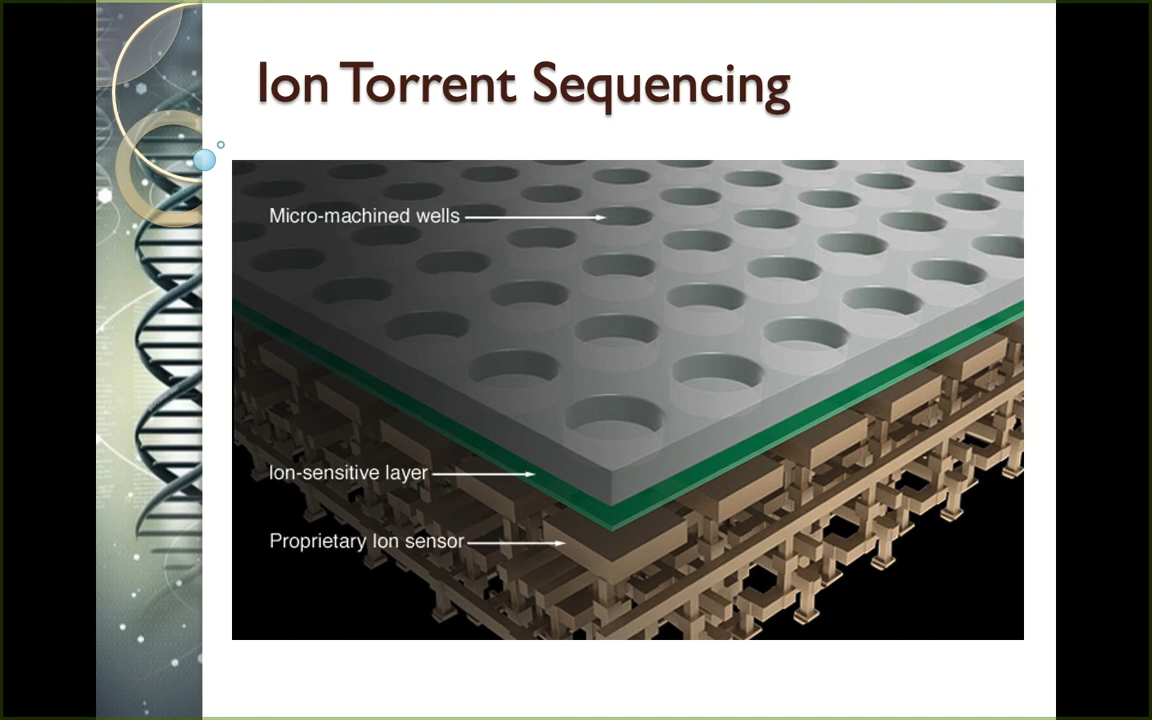 Ion Torrent Sequencing
Micro-machined wells
Ion-sensitive layer
Proprietary Ion sensor